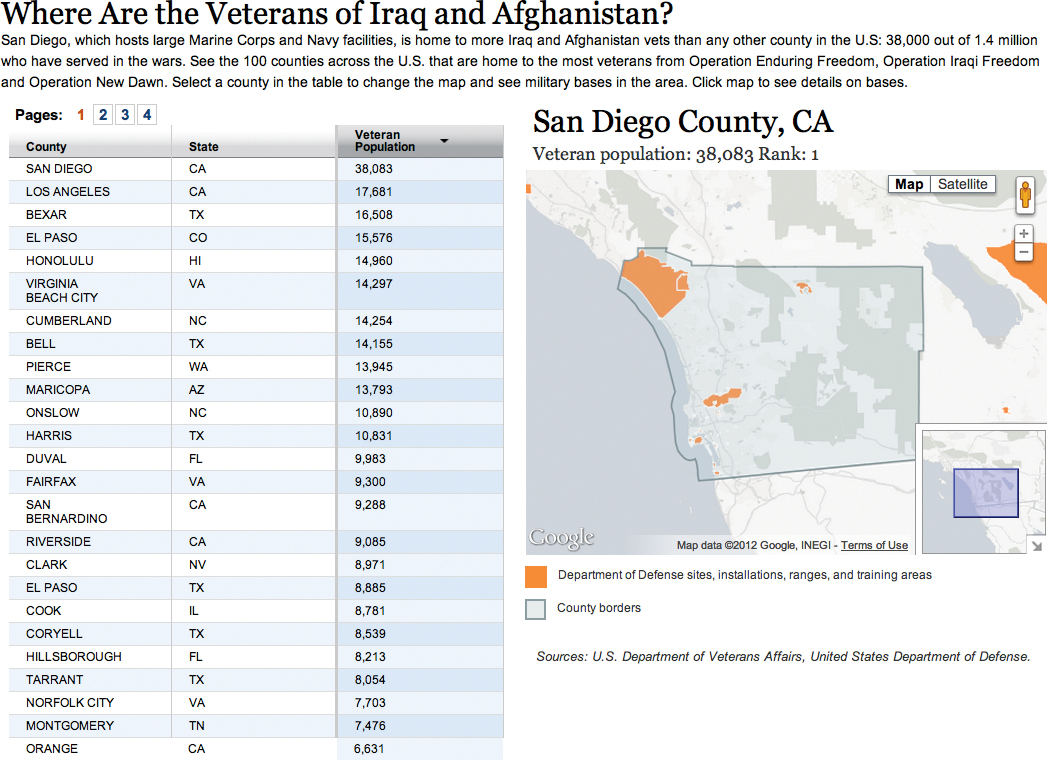 Where Are the Veterans of Iraq and Afghanistan?
San Diego, which hosts large Marine Corps and Navy facilities, is home to more Iraq and Afghanistan vets than any other county in the U.S: 38,000 out of 1.4 million
who have served in the wars. See the 100 counties across the U.S. that are home to the most veterans from Operation Enduring Freedom, Operation Iraqi Freedom
and Operation New Dawn. Select a county in the table to change the map and see military bases in the area. Click map to see details on bases.
Pages: 1 2 3 4
County State Veteran Population
SAN DIEGO CA 38,083
LOS ANGELES CA 17,681
BEXAR TX 16,508
EL PASO CO 15,576
HONOLULU HI 14,960
VIRGINIA BEACH CITY VA 14,297
CUMBERLAND NC 14,254
BELL TX 14,155
PIERCE WA 13,945
MARICOPA AZ 13,793
ONSLOW NC 10,890
HARRIS TX 10,831
DUVAL FL 9,983
FAIRFAX VA 9,300
SAN BERNARDINO CA 9,288
RIVERSIDE CA 9,085
CLARK NV 8,971
EL PASO TX 8,885
COOK IL 8,781
CORYELL TX 8,539
HILLSBOROUGH FL 8,213
TARRANT TX 8,054
NORFOLK CITY VA 7,703
MONTGOMERY TN 7,476
ORANGE CA 6,631
San Diego County, CA
Veteran population: 38,083 Rank: 1
Map Satellite
+
−
Google
Map data ©2012 Google, INEGI - Terms of Use
Department of Defense sites, installations, ranges, and training areas
County borders
Sources: U.S. Department of Veterans Affairs, United States Department of Defense.